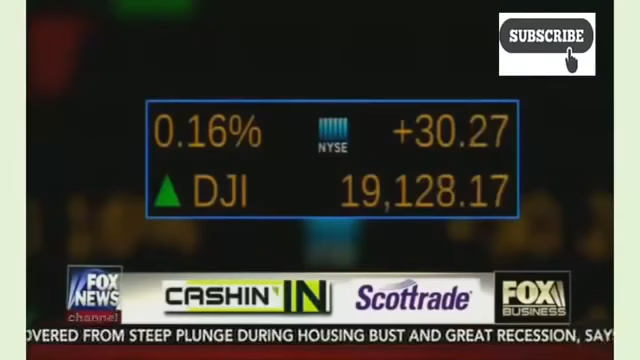 SUBSCRIBE
0.16%
NYSE
+30.27
DJI
19,128.17
FOX
NEWS
channel
CASHIN' IN
Scottrade
FOX
BUSINESS
OVERED FROM STEEP PLUNGE DURING HOUSING BUST AND GREAT RECESSION, SAY